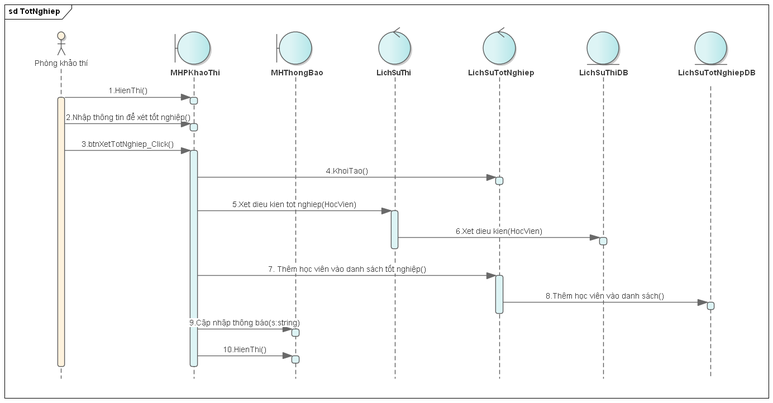 sd TotNghiep
Phòng khảo thí
MHPKhaoThi
MHThongBao
LichSuThi
LichSuTotNghiep
LichSuThiDB
LichSuTotNghiepDB
1.HienThi()
2.Nhập thông tin để xét tốt nghiệp()
3.btnXetTotNghiep_Click()
4.KhoiTao()
5.Xet dieu kien tot nghiep(HocVien)
6.Xet dieu kien(HocVien)
7. Thêm học viên vào danh sách tốt nghiệp()
8.Thêm học viên vào danh sách()
9.Cập nhập thông báo(s:string)
10.HienThi()